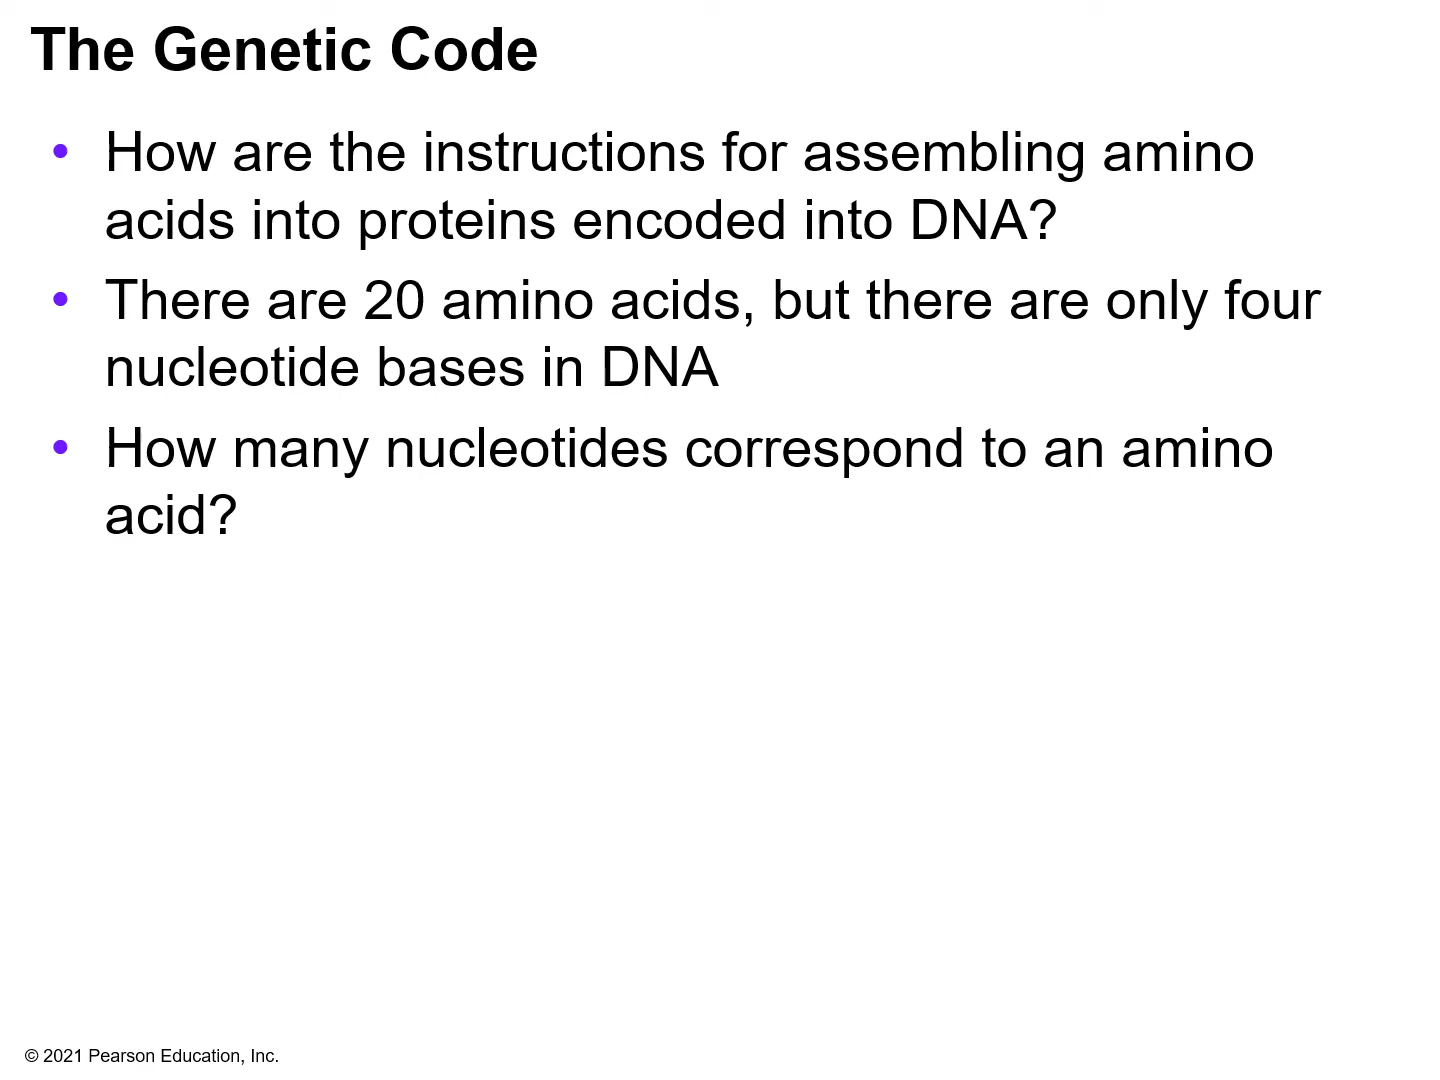 The Genetic Code
• How are the instructions for assembling amino
acids into proteins encoded into DNA?
• There are 20 amino acids, but there are only four
nucleotide bases in DNA
• How many nucleotides correspond to an amino
acid?
© 2021 Pearson Education, Inc.